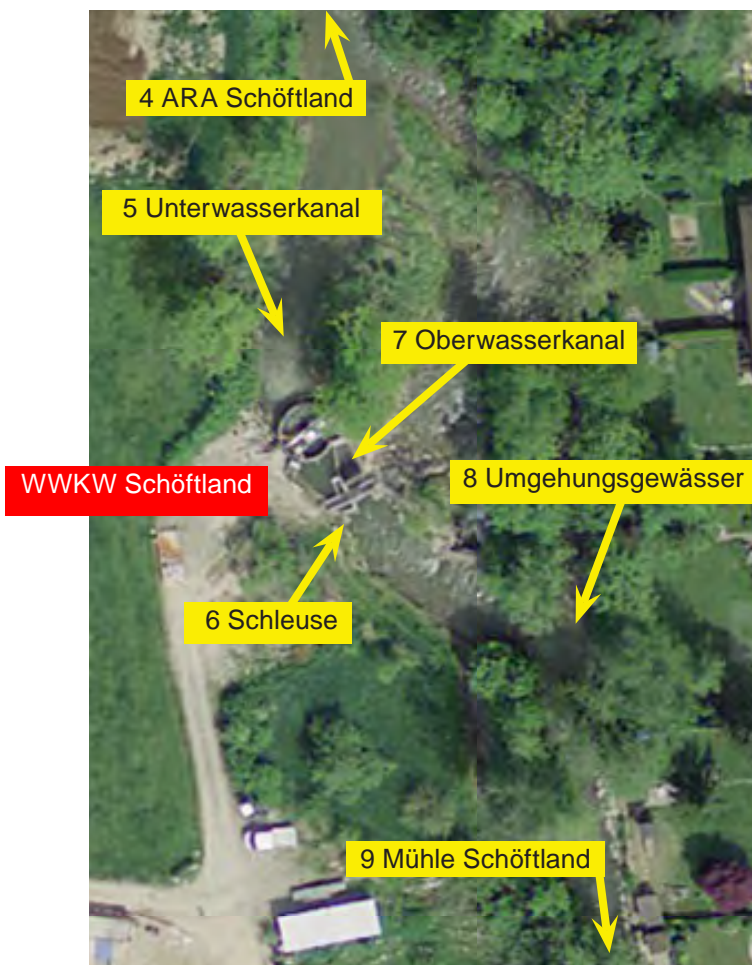 4 ARA Schöftland
5 Unterwasserkanal
7 Oberwasserkanal
WWKW Schöftland
8 Umgehungsgewässer
6 Schleuse
9 Mühle Schöftland